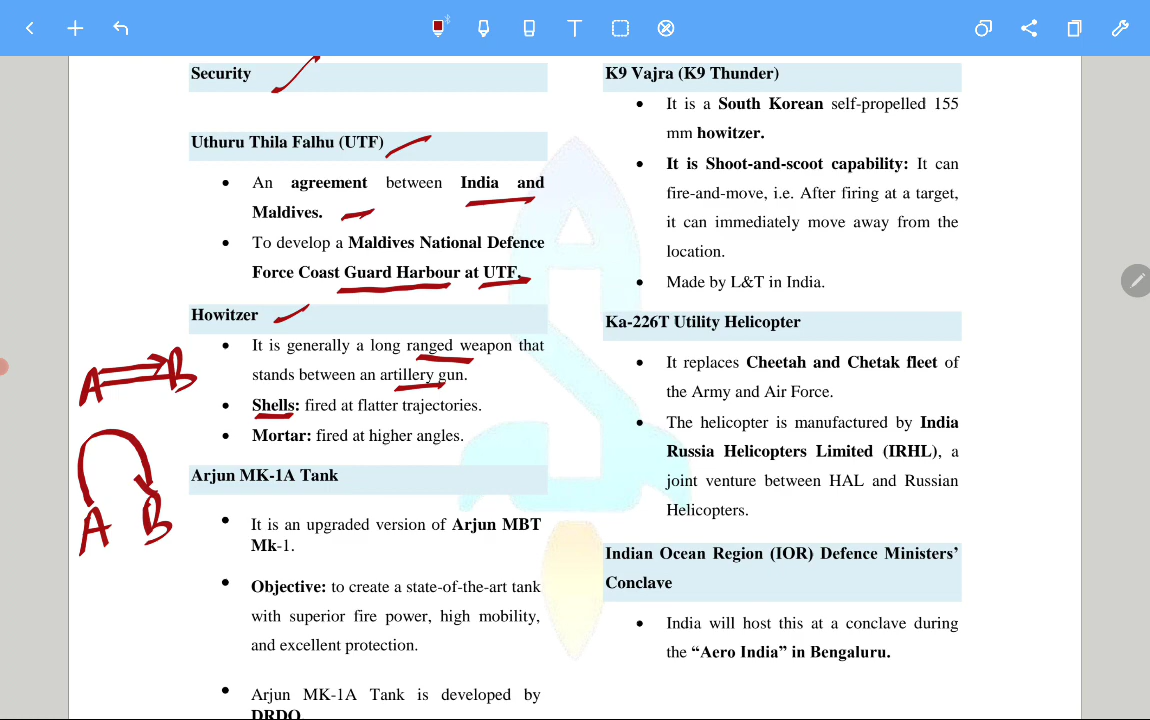 Security
Uthuru Thila Falhu (UTF)
• An agreement between India and
Maldives.
• To develop a Maldives National Defence
Force Coast Guard Harbour at UTF.
Howitzer
• It is generally a long ranged weapon that
stands between an artillery gun.
• Shells: fired at flatter trajectories.
• Mortar: fired at higher angles.
A B
A B
Arjun MK-1A Tank
• It is an upgraded version of Arjun MBT
Mk-1.
• Objective: to create a state-of-the-art tank
with superior fire power, high mobility,
and excellent protection.
• Arjun MK-1A Tank is developed by
DRDO.
K9 Vajra (K9 Thunder)
• It is a South Korean self-propelled 155
mm howitzer.
• It is Shoot-and-scoot capability: It can
fire-and-move, i.e. After firing at a target,
it can immediately move away from the
location.
• Made by L&T in India.
Ka-226T Utility Helicopter
• It replaces Cheetah and Chetak fleet of
the Army and Air Force.
• The helicopter is manufactured by India
Russia Helicopters Limited (IRHL), a
joint venture between HAL and Russian
Helicopters.
Indian Ocean Region (IOR) Defence Ministers’
Conclave
• India will host this at a conclave during
the “Aero India” in Bengaluru.